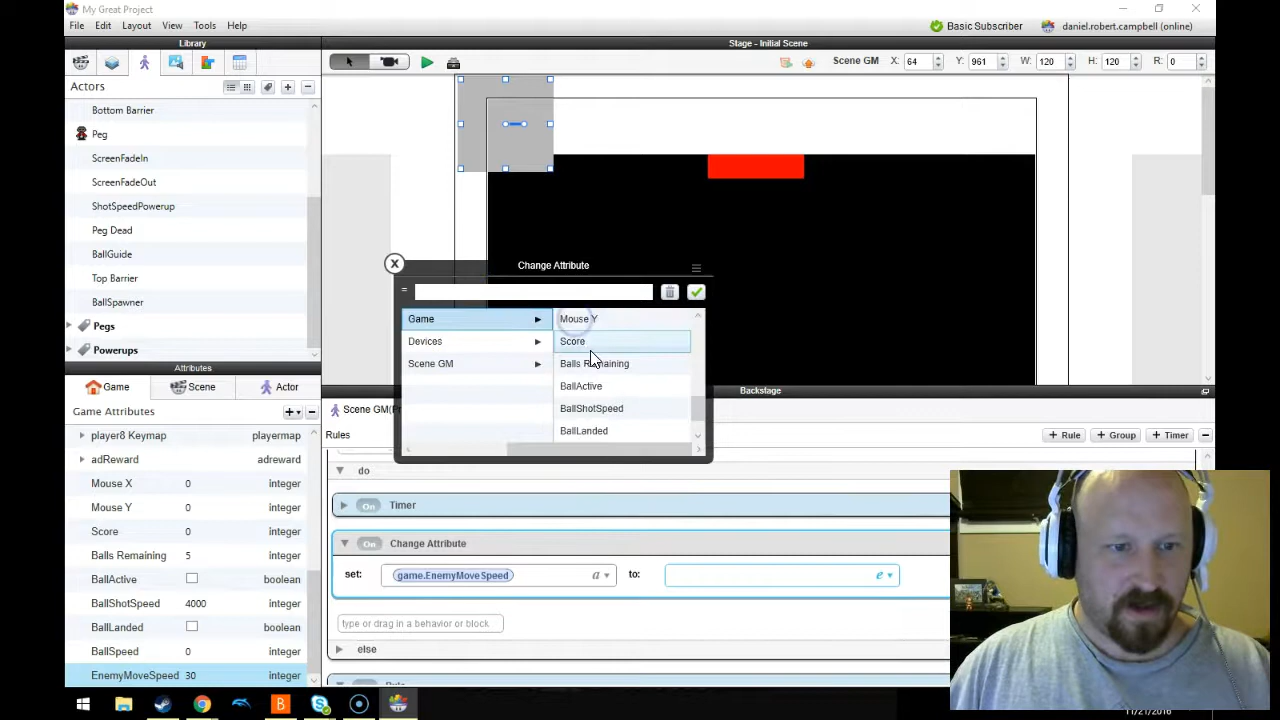 My Great Project
File Edit Layout View Tools Help
Basic Subscriber daniel.robert.campbell (online)
Library
Stage - Initial Scene
Scene GM X: 64 Y: 961 W: 120 H: 120 R: 0
Actors
Bottom Barrier
Peg
ScreenFadeIn
ScreenFadeOut
ShotSpeedPowerup
Peg Dead
BallGuide
Top Barrier
BallSpawner
Pegs
Powerups
Change Attribute
=
Game Mouse Y
Devices Score
Scene GM Balls Remaining
BallActive
BallShotSpeed
BallLanded
Attributes
Game Scene Actor
Game Attributes
player8 Keymap playermap
adReward adreward
Mouse X 0 integer
Mouse Y 0 integer
Score 0 integer
Balls Remaining 5 integer
BallActive boolean
BallShotSpeed 4000 integer
BallLanded boolean
BallSpeed 0 integer
EnemyMoveSpeed 30 integer
Backstage
Rules + Rule + Group + Timer
do
On Timer
On Change Attribute
set: game.EnemyMoveSpeed a to: e
type or drag in a behavior or block
else
11/21/2016